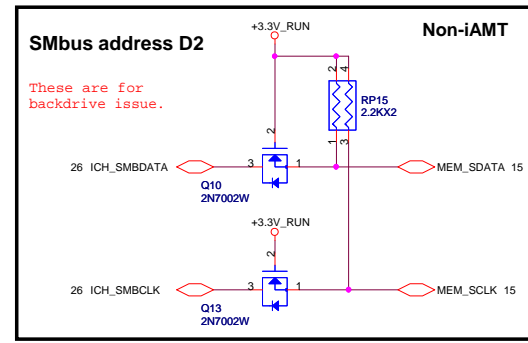 +3.3V_RUN
Non-iAMT
SMbus address D2
These are for
backdrive issue.
2 4
RP15
2.2KX2
2
1 3
26 ICH_SMBDATA 3 1 MEM_SDATA 15
Q10
2N7002W
+3.3V_RUN
2
26 ICH_SMBCLK 3 1 MEM_SCLK 15
Q13
2N7002W